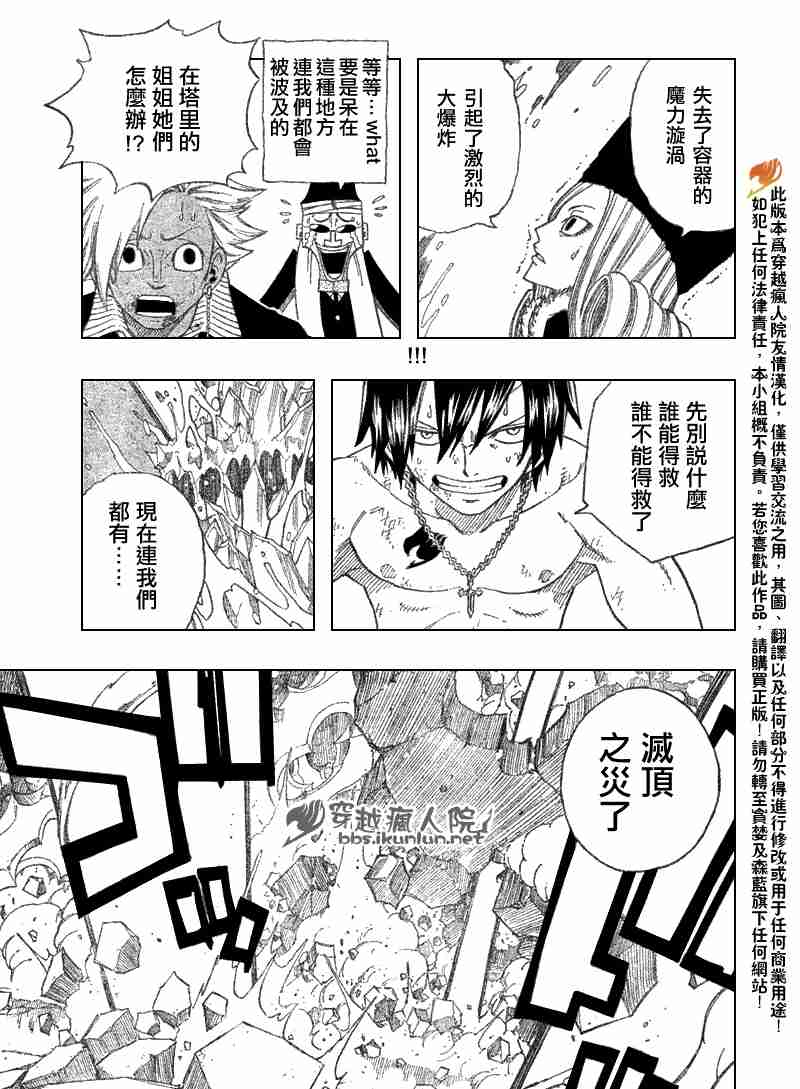 失去了容器的
魔力漩渦
引起了激烈的
大爆炸
等等…what
要是呆在
這種地方
連我們都會
被波及的
在塔里的
姐姐她們
怎麼辦!?
!!!
先別說什麼
誰能得救
誰不能得救了
現在連我們
都有……
滅頂
之災了
ゴゴゴゴ
穿越瘋人院
bbs.ikunlun.net
此版本爲穿越瘋人院友情漢化，僅供學習交流之用，其圖、翻譯以及任何部分不得進行修改或用于任何商業用途！
如犯上任何法律責任，本小組概不負責。若您喜歡此作品，請購買正版！請勿轉至貪婪及森藍旗下任何網站！